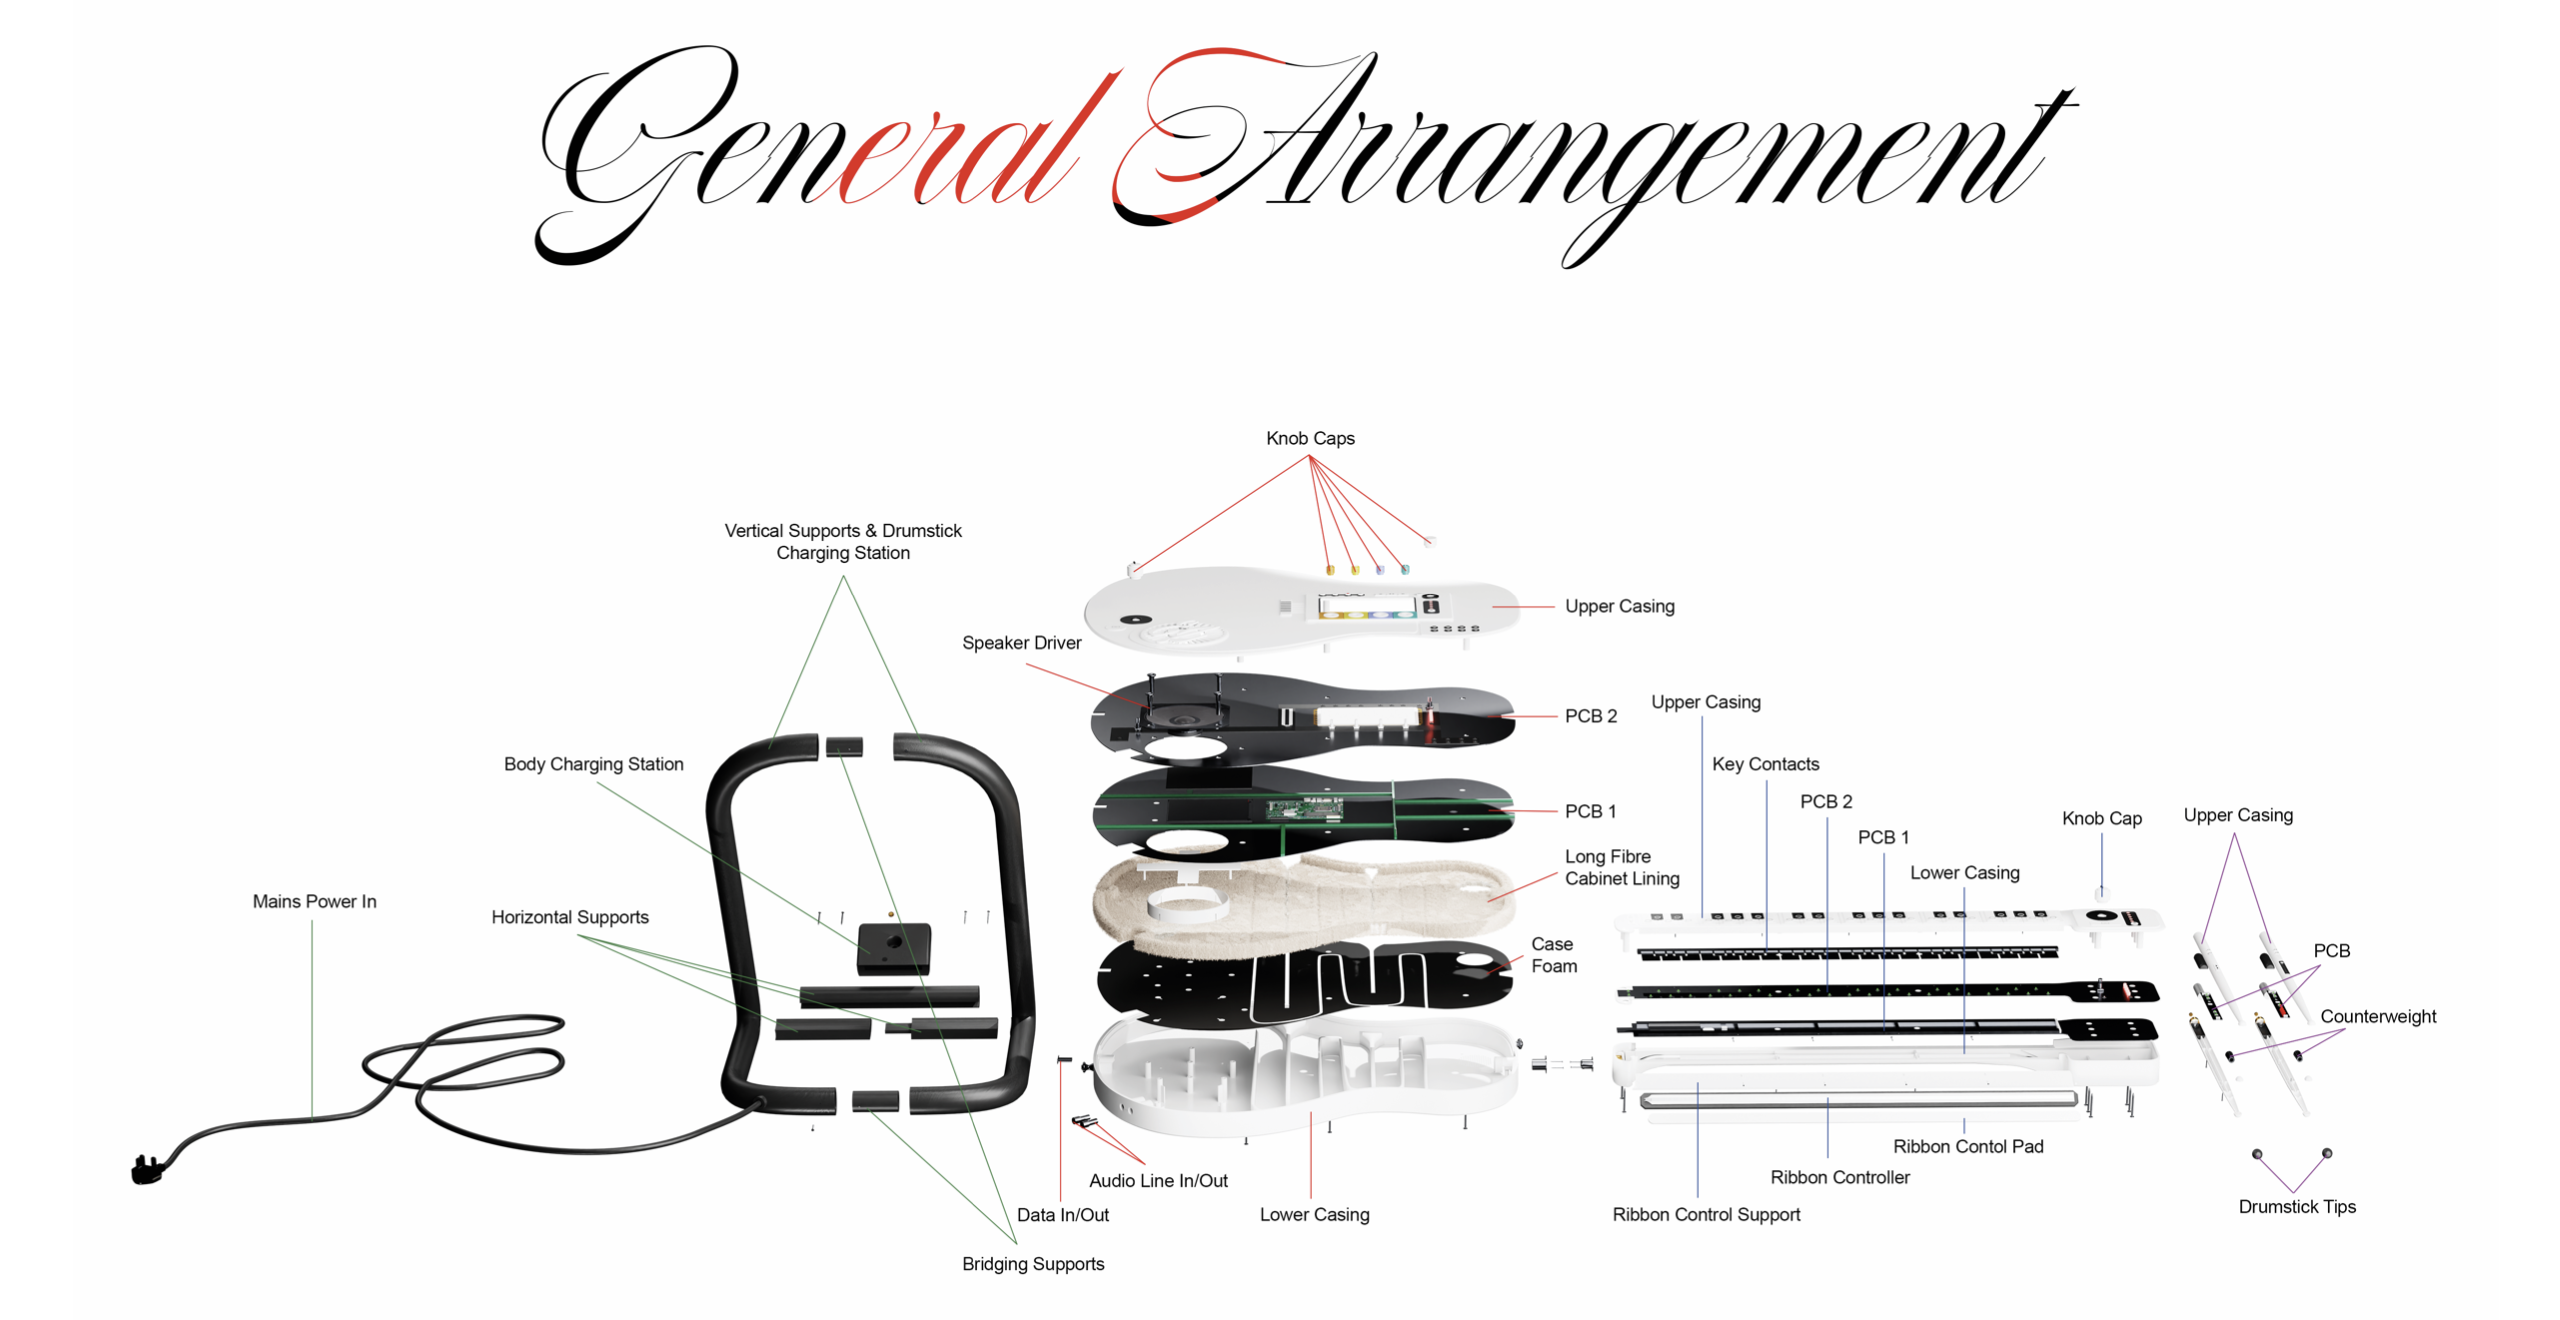 General Arrangement
Knob Caps
Vertical Supports & Drumstick
Charging Station
Upper Casing
Speaker Driver
Upper Casing
PCB 2
Body Charging Station
Key Contacts
PCB 2
PCB 1
Knob Cap
Upper Casing
PCB 1
Long Fibre
Cabinet Lining
Lower Casing
Mains Power In
Horizontal Supports
Case
Foam
PCB
Counterweight
Ribbon Contol Pad
Audio Line In/Out
Ribbon Controller
Drumstick Tips
Data In/Out
Lower Casing
Ribbon Control Support
Bridging Supports